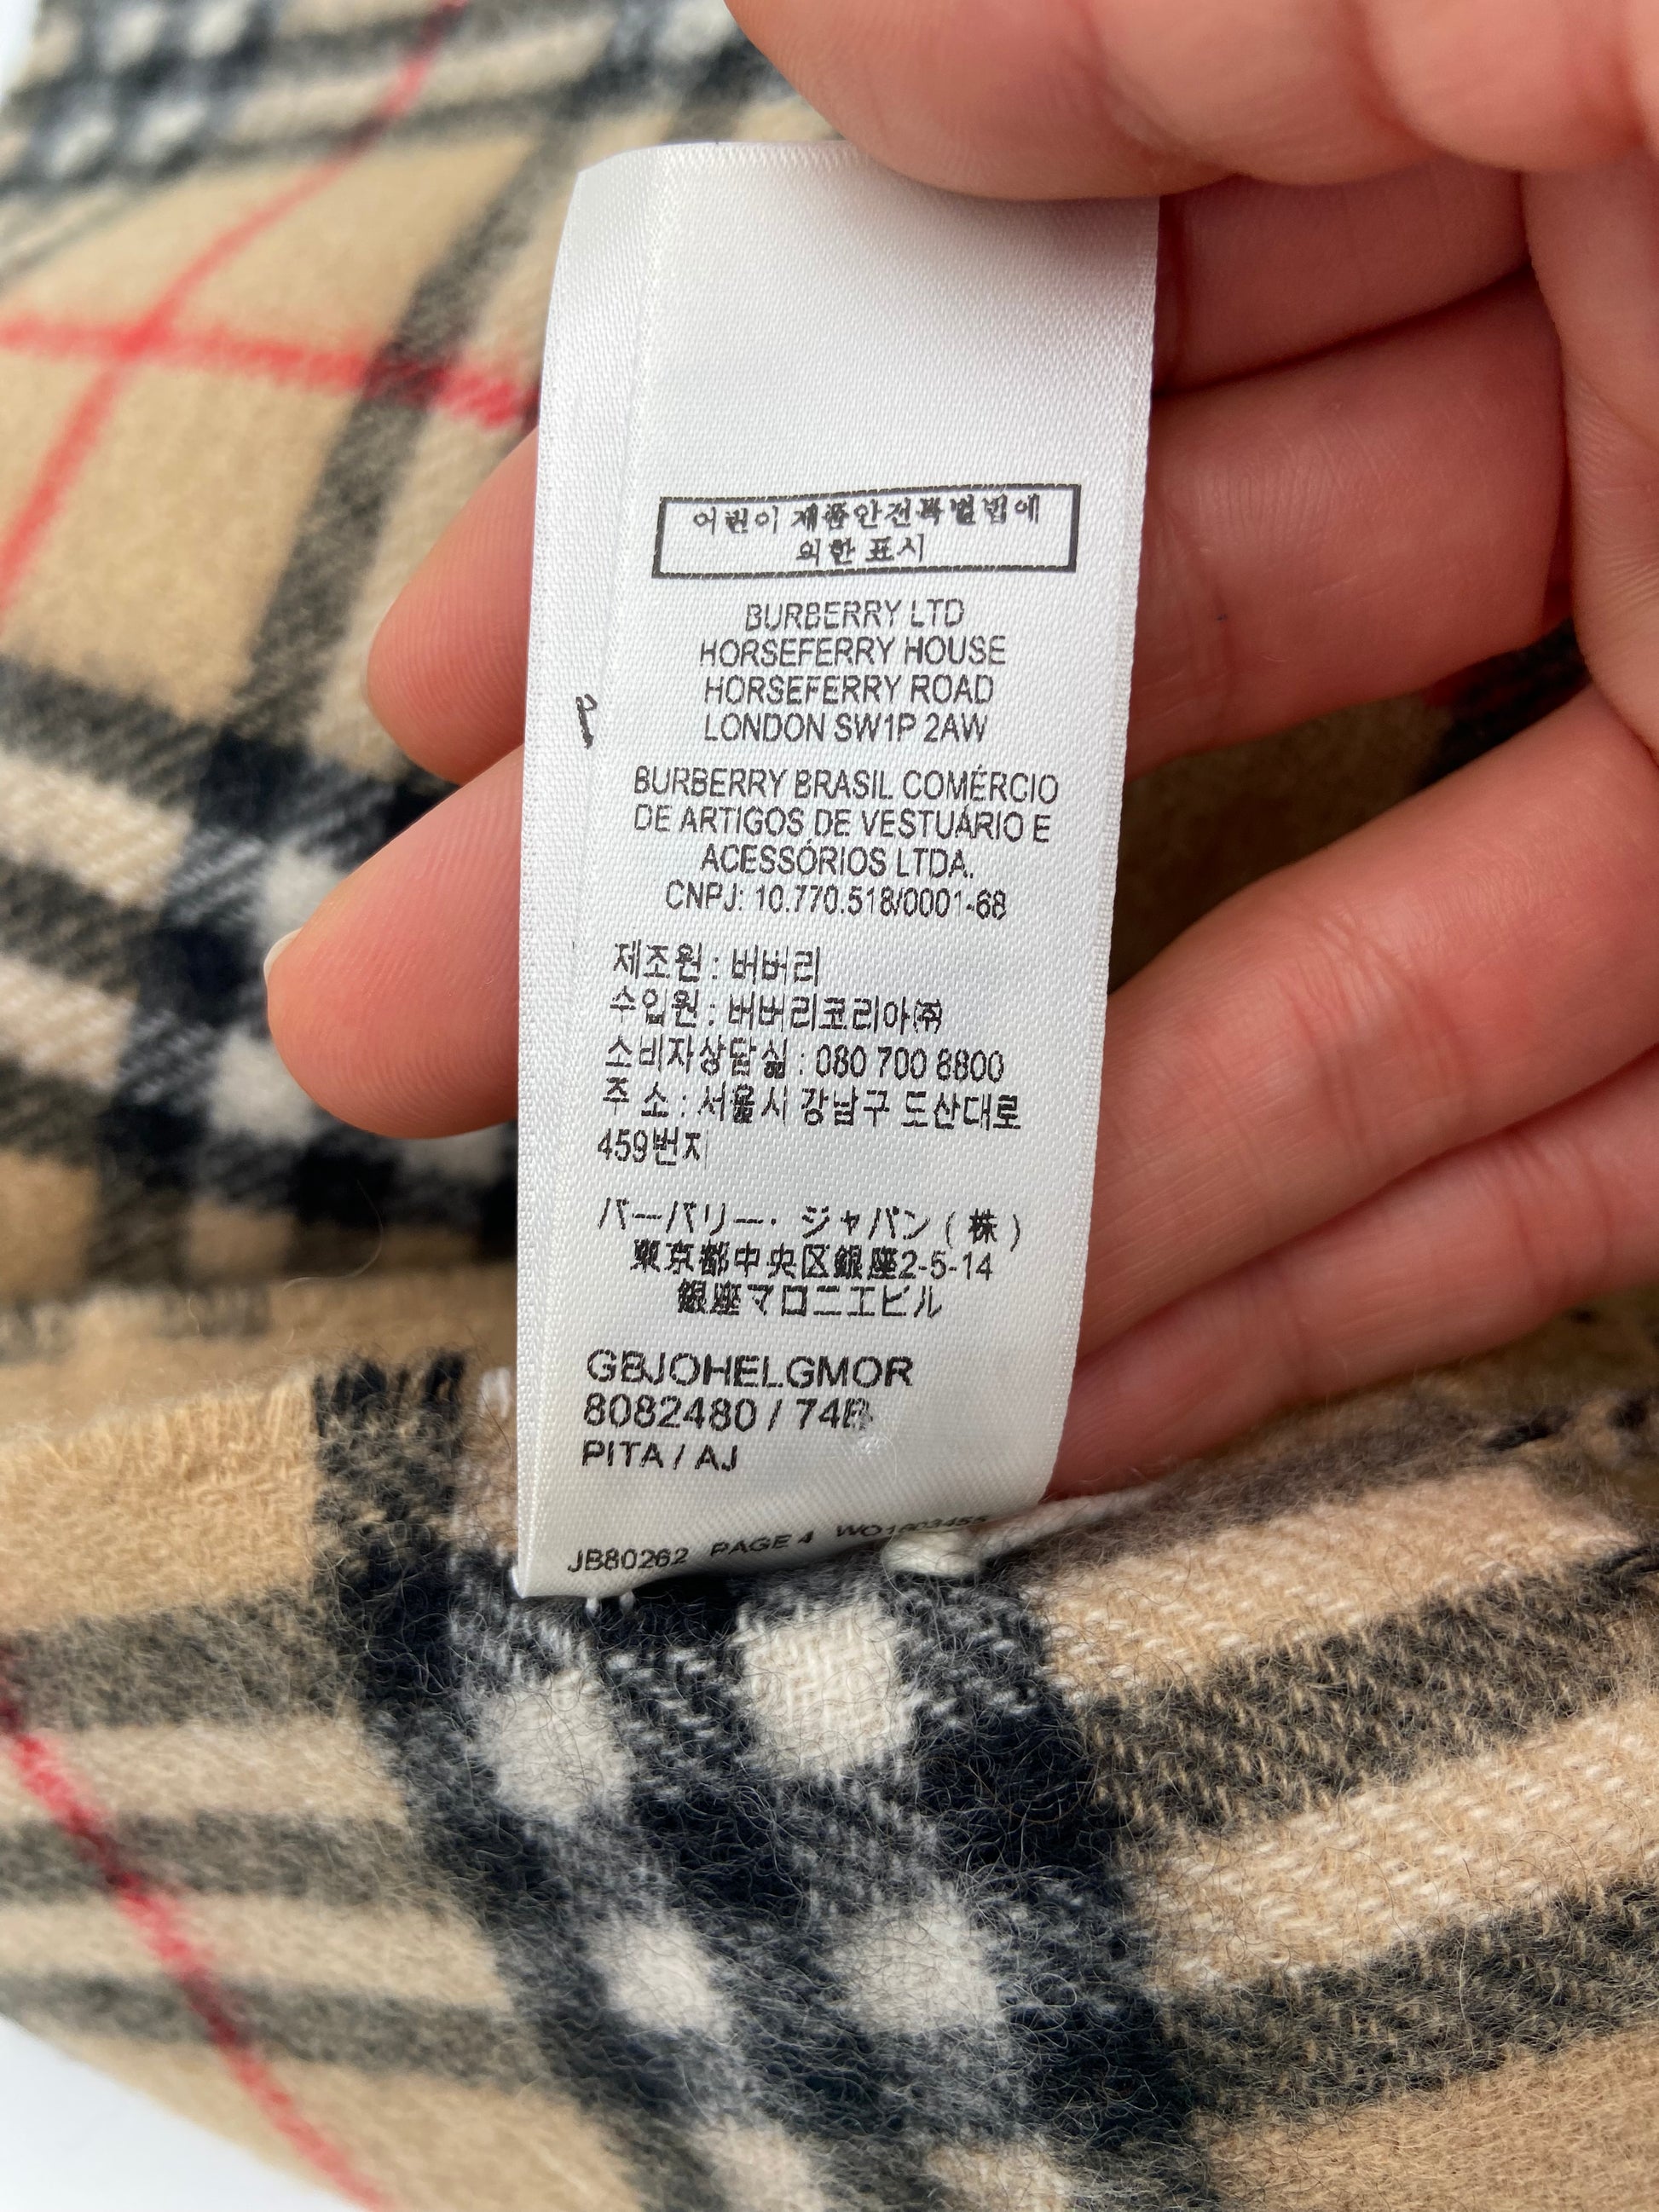 어린이 제품안전특별법에
의한 표시
BURBERRY LTD
HORSEFERRY HOUSE
HORSEFERRY ROAD
LONDON SW1P 2AW
BURBERRY BRASIL COMÉRCIO
DE ARTIGOS DE VESTUÁRIO E
ACESSÓRIOS LTDA.
CNPJ: 10.770.518/0001-68
제조원 : 버버리
수입원 : 버버리코리아㈜
소비자상담실 : 080 700 8800
주 소 : 서울시 강남구 도산대로
459번지
バーバリー・ジャパン（株）
東京都中央区銀座2-5-14
銀座マロニエビル
GBJOHELGMOR
8082480 / 74B
PITA / AJ
JB80262 PAGE 4